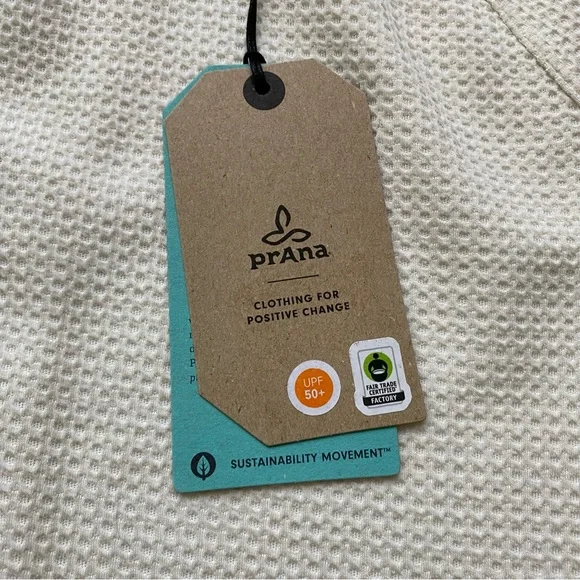 prAna
CLOTHING FOR
POSITIVE CHANGE
UPF
50+
FAIR TRADE
CERTIFIED
FACTORY
SUSTAINABILITY MOVEMENT™